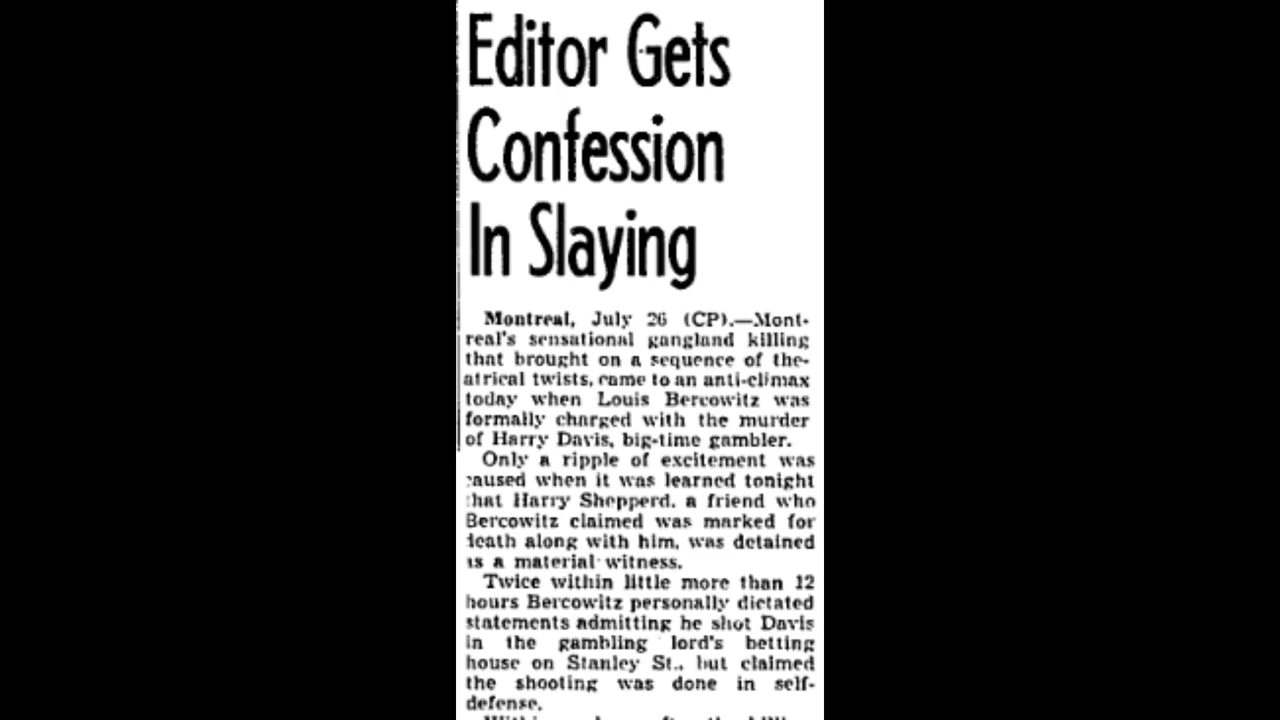 Editor Gets
Confession
In Slaying
Montreal, July 26 (CP).—Mont-
real's sensational gangland killing
that brought on a sequence of the-
atrical twists, came to an anti-climax
today when Louis Bercowitz was
formally charged with the murder
of Harry Davis, big-time gambler.
Only a ripple of excitement was
caused when it was learned tonight
that Harry Shepperd, a friend who
Bercowitz claimed was marked for
death along with him, was detained
as a material witness.
Twice within little more than 12
hours Bercowitz personally dictated
statements admitting he shot Davis
in the gambling lord's betting
house on Stanley St., but claimed
the shooting was done in self-
defense.